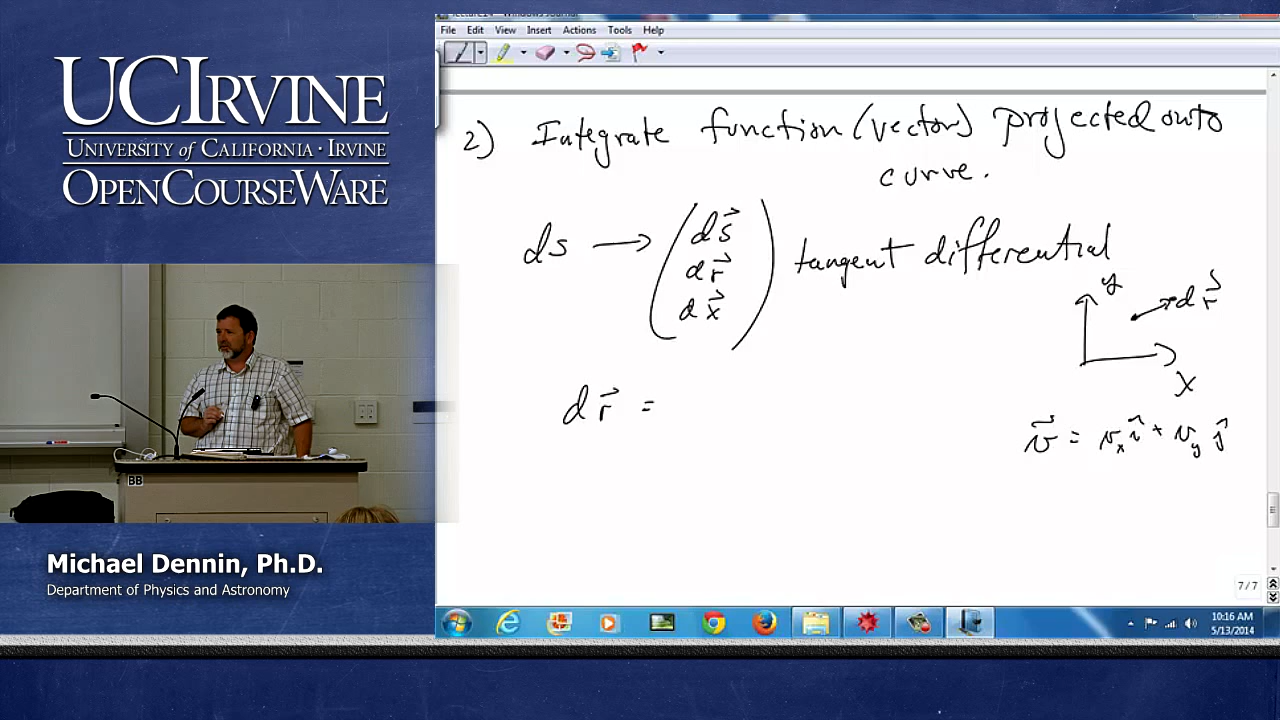 UCIRVINE
UNIVERSITY of CALIFORNIA · IRVINE
OPENCOURSEWARE
BB
Michael Dennin, Ph.D.
Department of Physics and Astronomy
File Edit View Insert Actions Tools Help
2) Integrate function (vector) projected onto
curve.
ds → (ds⃗ dr⃗ dx⃗) tangent differential
y
dr⃗
x
dr⃗ =
v⃗ = vₓ î + v_y ĵ
7/7
10:16 AM
5/13/2014